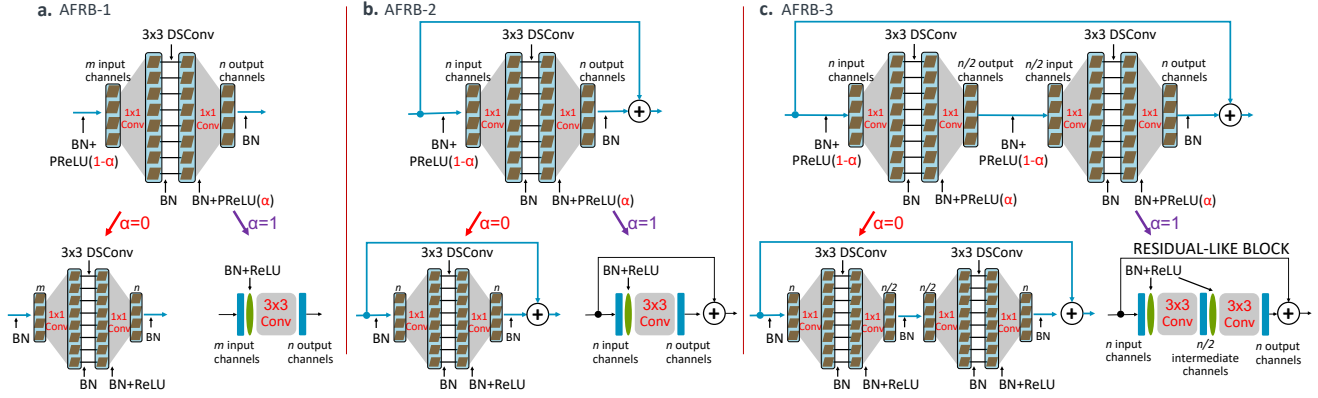 a. AFRB-1
3x3 DSConv
m input
channels
n output
channels
1x1
Conv
1x1
Conv
BN+
PReLU(1-α)
BN
BN
BN+PReLU(α)
α=0
α=1
3x3 DSConv
m
n
1x1
Conv
1x1
Conv
BN
BN
BN
BN+ReLU
BN+ReLU
3x3
Conv
m input
channels
n output
channels
b. AFRB-2
3x3 DSConv
n input
channels
n output
channels
1x1
Conv
1x1
Conv
+
BN+
PReLU(1-α)
BN
BN
BN+PReLU(α)
α=0
α=1
3x3 DSConv
n
n
1x1
Conv
1x1
Conv
+
BN
BN
BN
BN+ReLU
BN+ReLU
3x3
Conv
+
n input
channels
n output
channels
c. AFRB-3
3x3 DSConv
3x3 DSConv
n input
channels
n/2 output
channels
n/2 input
channels
n output
channels
1x1
Conv
1x1
Conv
1x1
Conv
1x1
Conv
+
BN+
PReLU(1-α)
BN+
PReLU(1-α)
BN
BN
BN+PReLU(α)
BN
BN+PReLU(α)
α=0
α=1
3x3 DSConv
3x3 DSConv
n
n/2
n/2
n
1x1
Conv
1x1
Conv
1x1
Conv
1x1
Conv
+
BN
BN
BN
BN
BN+ReLU
BN
BN+ReLU
RESIDUAL-LIKE BLOCK
BN+ReLU
3x3
Conv
3x3
Conv
+
n input
channels
n/2
intermediate
channels
n output
channels